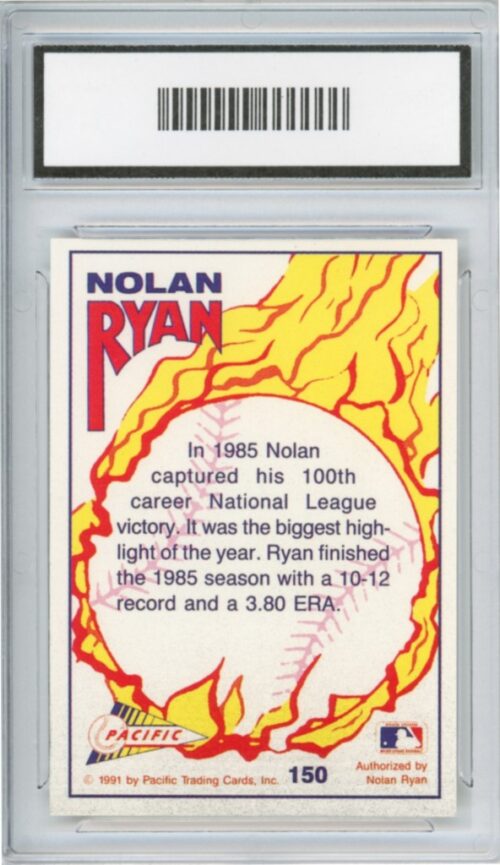 NOLAN
RYAN
In 1985 Nolan
captured his 100th
career National League
victory. It was the biggest high-
light of the year. Ryan finished
the 1985 season with a 10-12
record and a 3.80 ERA.
PACIFIC
© 1991 by Pacific Trading Cards, Inc.
150
Authorized by
Nolan Ryan